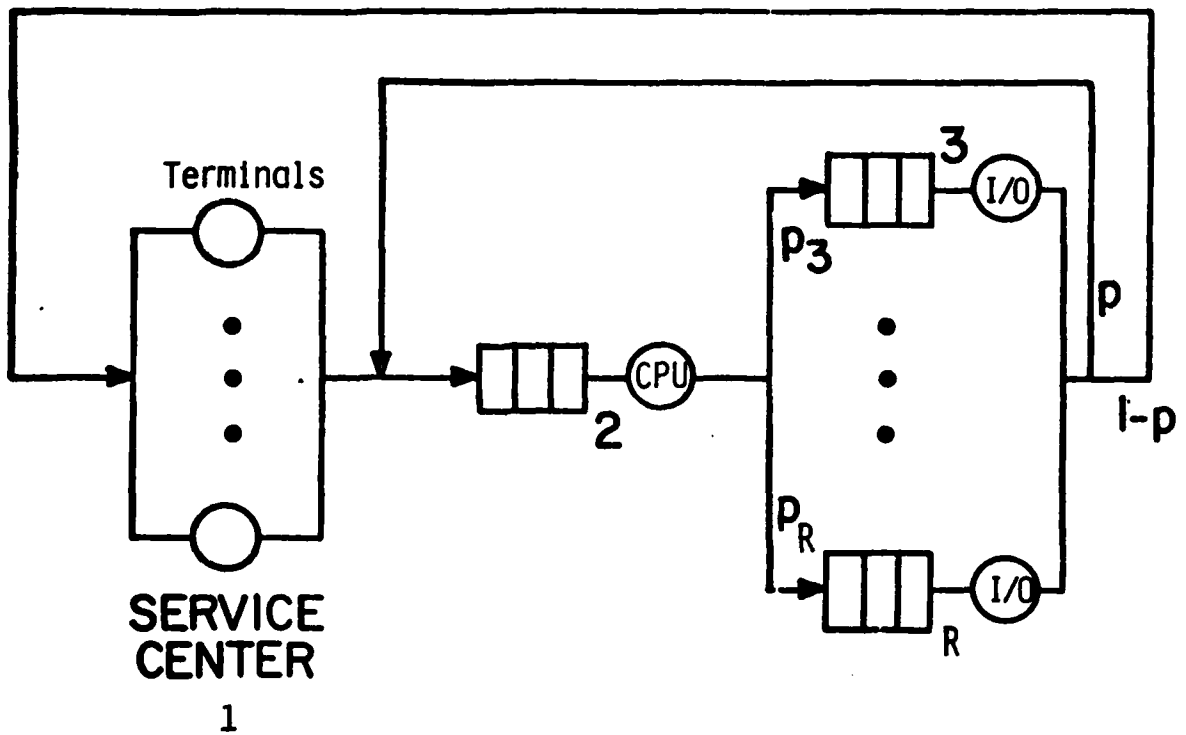 Terminals
SERVICE
CENTER
1
2
CPU
3
I/O
p3
p
1-p
pR
I/O
R